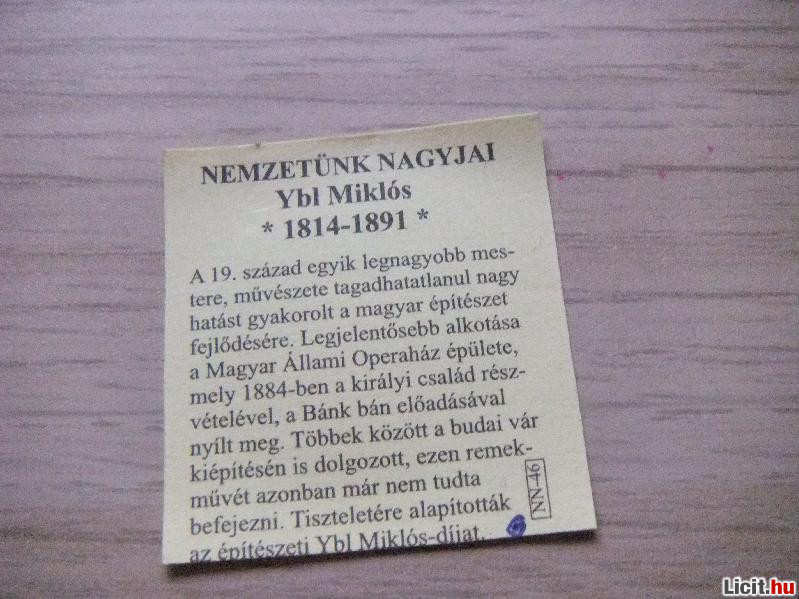 NEMZETÜNK NAGYJAI
Ybl Miklós
* 1814-1891 *
A 19. század egyik legnagyobb mes-
tere, művészete tagadhatatlanul nagy
hatást gyakorolt a magyar építészet
fejlődésére. Legjelentősebb alkotása
a Magyar Állami Operaház épülete,
mely 1884-ben a királyi család rész-
vételével, a Bánk bán előadásával
nyílt meg. Többek között a budai vár
kiépítésén is dolgozott, ezen remek-
művét azonban már nem tudta
befejezni. Tiszteletére alapították
az építészeti Ybl Miklós-díjat.
NN-46
Licit.hu